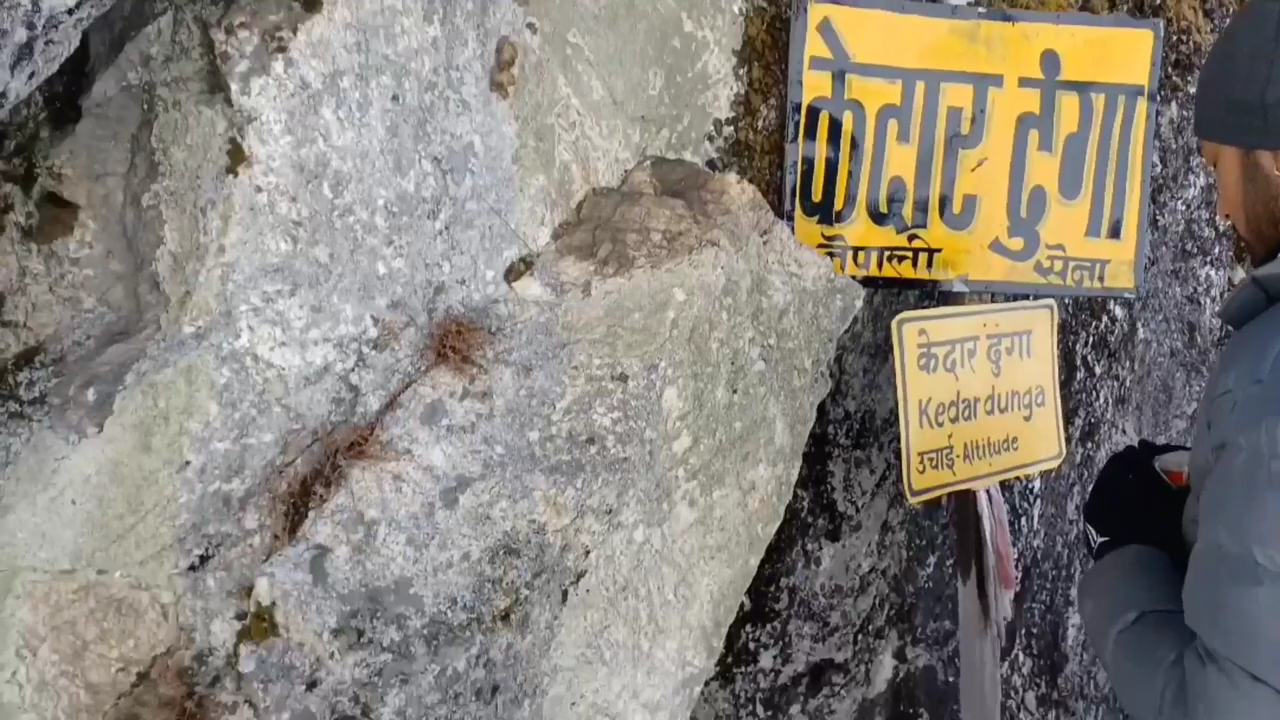 केदार ढुंगा
नेपाली सेना
केदार ढुंगा
Kedar dunga
उचाई-Altitude